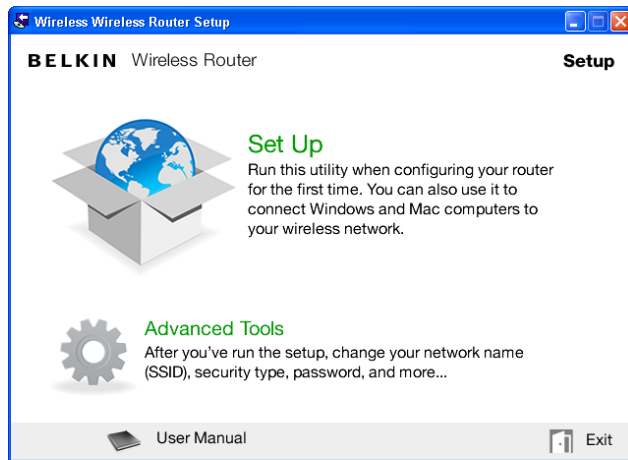 Wireless Wireless Router Setup
BELKIN Wireless Router
Setup
Set Up
Run this utility when configuring your router
for the first time. You can also use it to
connect Windows and Mac computers to
your wireless network.
Advanced Tools
After you've run the setup, change your network name
(SSID), security type, password, and more...
User Manual
Exit